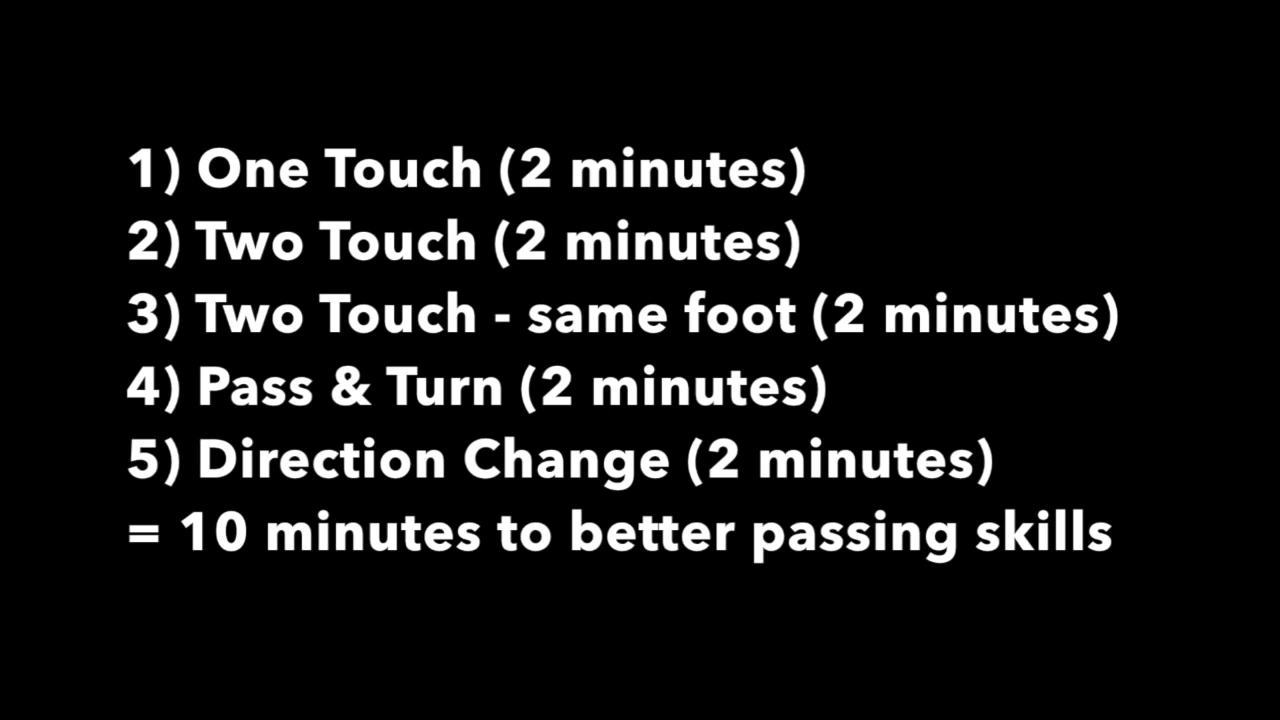 1) One Touch (2 minutes)
2) Two Touch (2 minutes)
3) Two Touch - same foot (2 minutes)
4) Pass & Turn (2 minutes)
5) Direction Change (2 minutes)
= 10 minutes to better passing skills